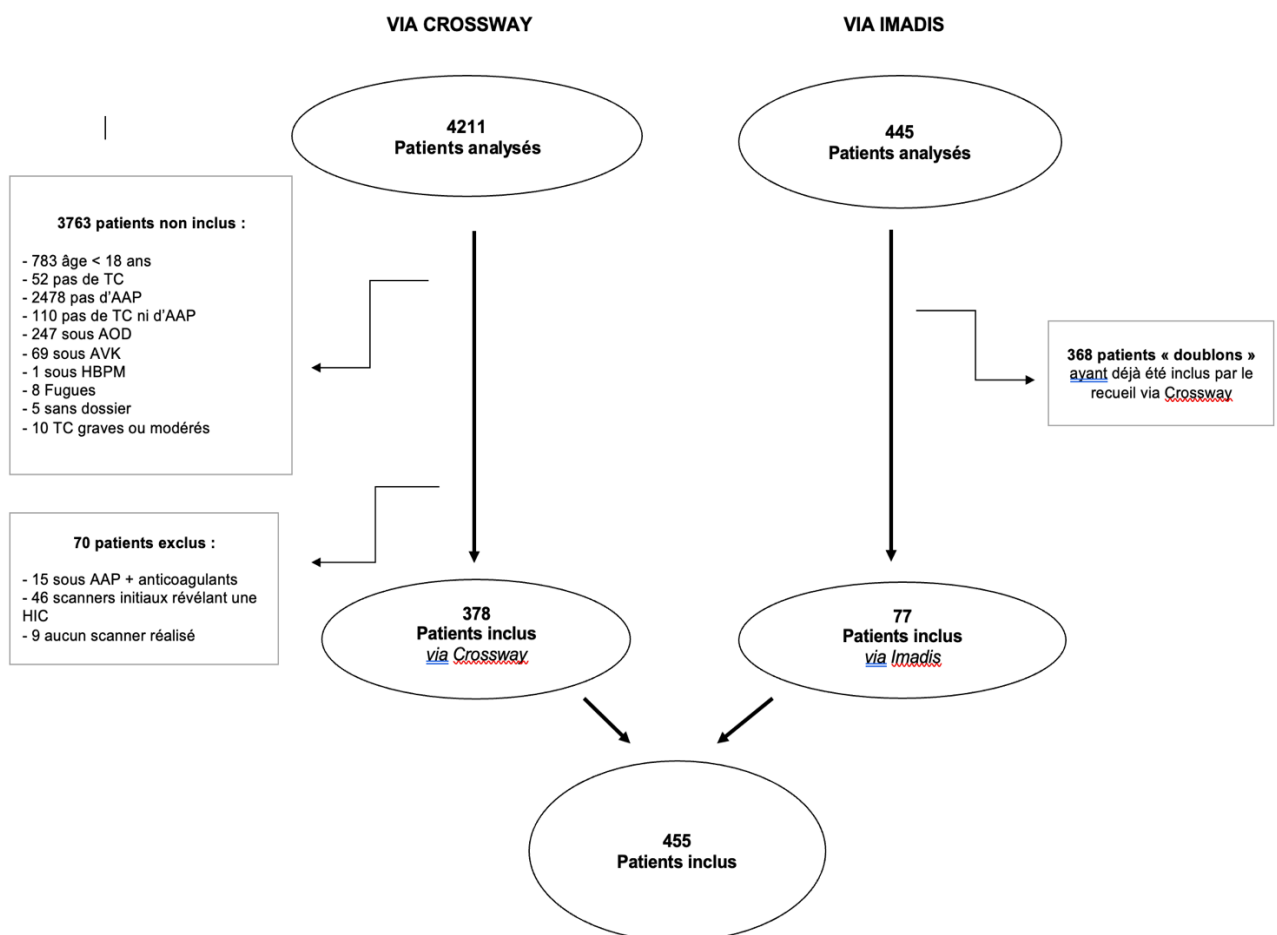 VIA CROSSWAY
VIA IMADIS
4211
Patients analysés
445
Patients analysés
3763 patients non inclus :
- 783 âge < 18 ans
- 52 pas de TC
- 2478 pas d'AAP
- 110 pas de TC ni d'AAP
- 247 sous AOD
- 69 sous AVK
- 1 sous HBPM
- 8 Fugues
- 5 sans dossier
- 10 TC graves ou modérés
368 patients « doublons »
ayant déjà été inclus par le
recueil via Crossway
70 patients exclus :
- 15 sous AAP + anticoagulants
- 46 scanners initiaux révélant une
HIC
- 9 aucun scanner réalisé
378
Patients inclus
via Crossway
77
Patients inclus
via Imadis
455
Patients inclus